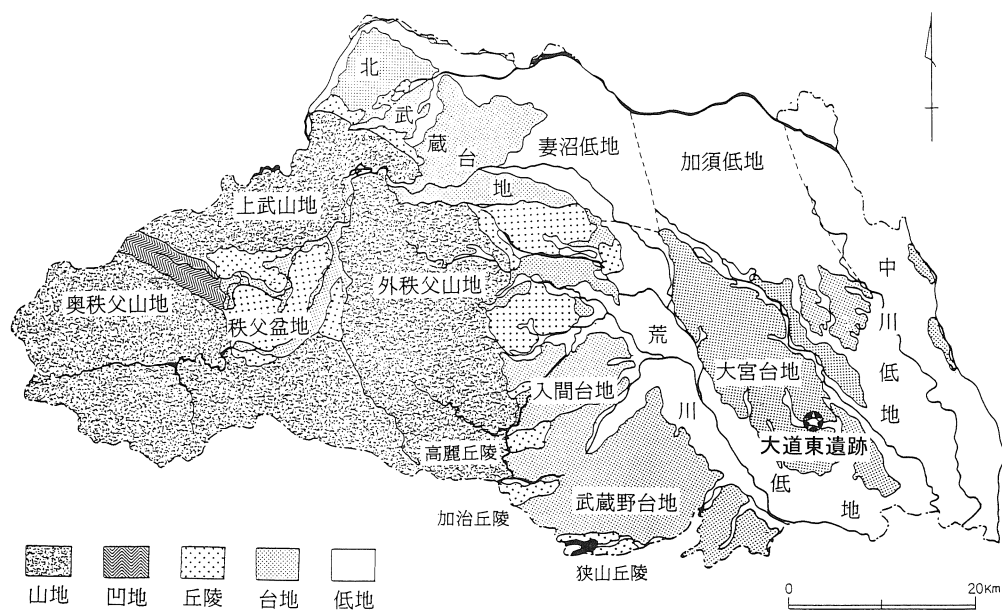 北武蔵台地
妻沼低地
加須低地
上武山地
中川低地
奥秩父山地
外秩父山地
秩父盆地
荒川低地
大宮台地
入間台地
大道東遺跡
高麗丘陵
武蔵野台地
加治丘陵
狭山丘陵
山地
凹地
丘陵
台地
低地
0 20Km